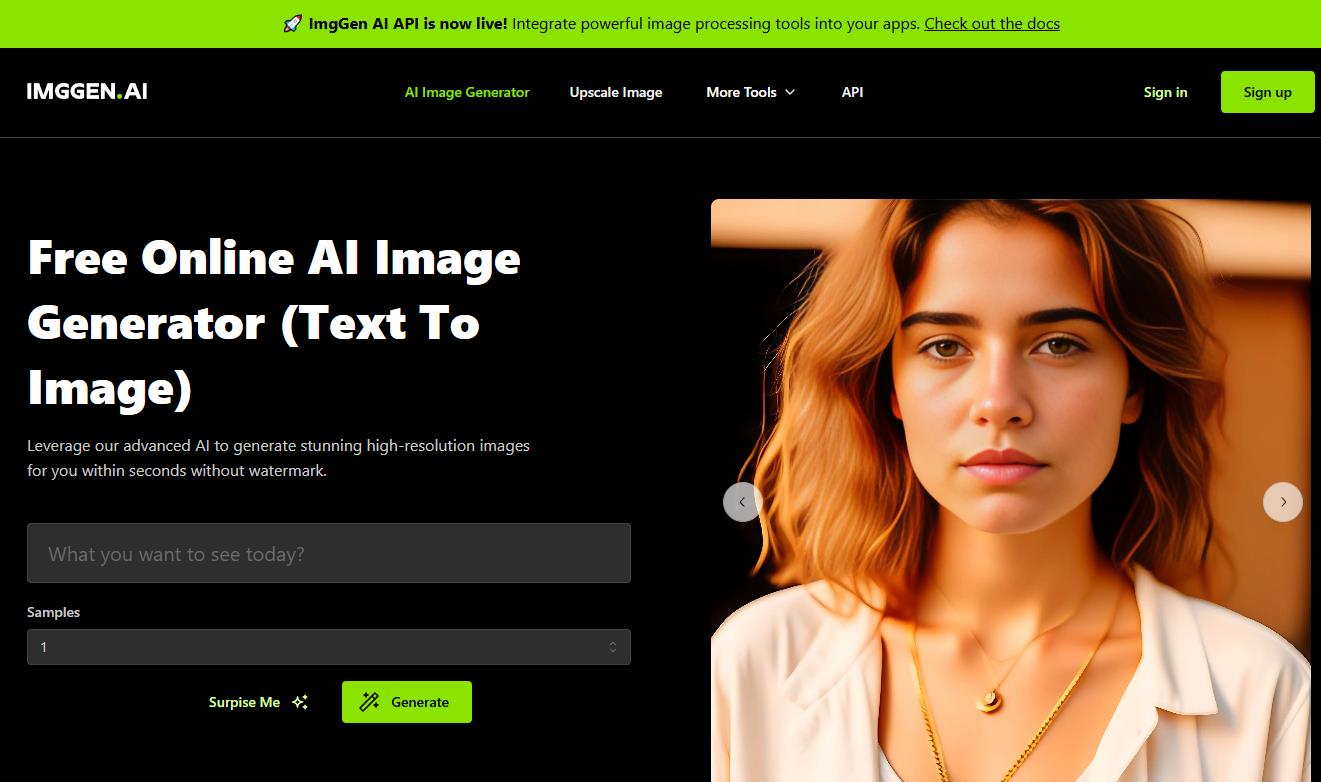 🚀 ImgGen AI API is now live! Integrate powerful image processing tools into your apps. Check out the docs
IMGGEN.AI
AI Image Generator
Upscale Image
More Tools
API
Sign in
Sign up
Free Online AI Image
Generator (Text To
Image)
Leverage our advanced AI to generate stunning high-resolution images
for you within seconds without watermark.
What you want to see today?
Samples
1
Surpise Me
Generate